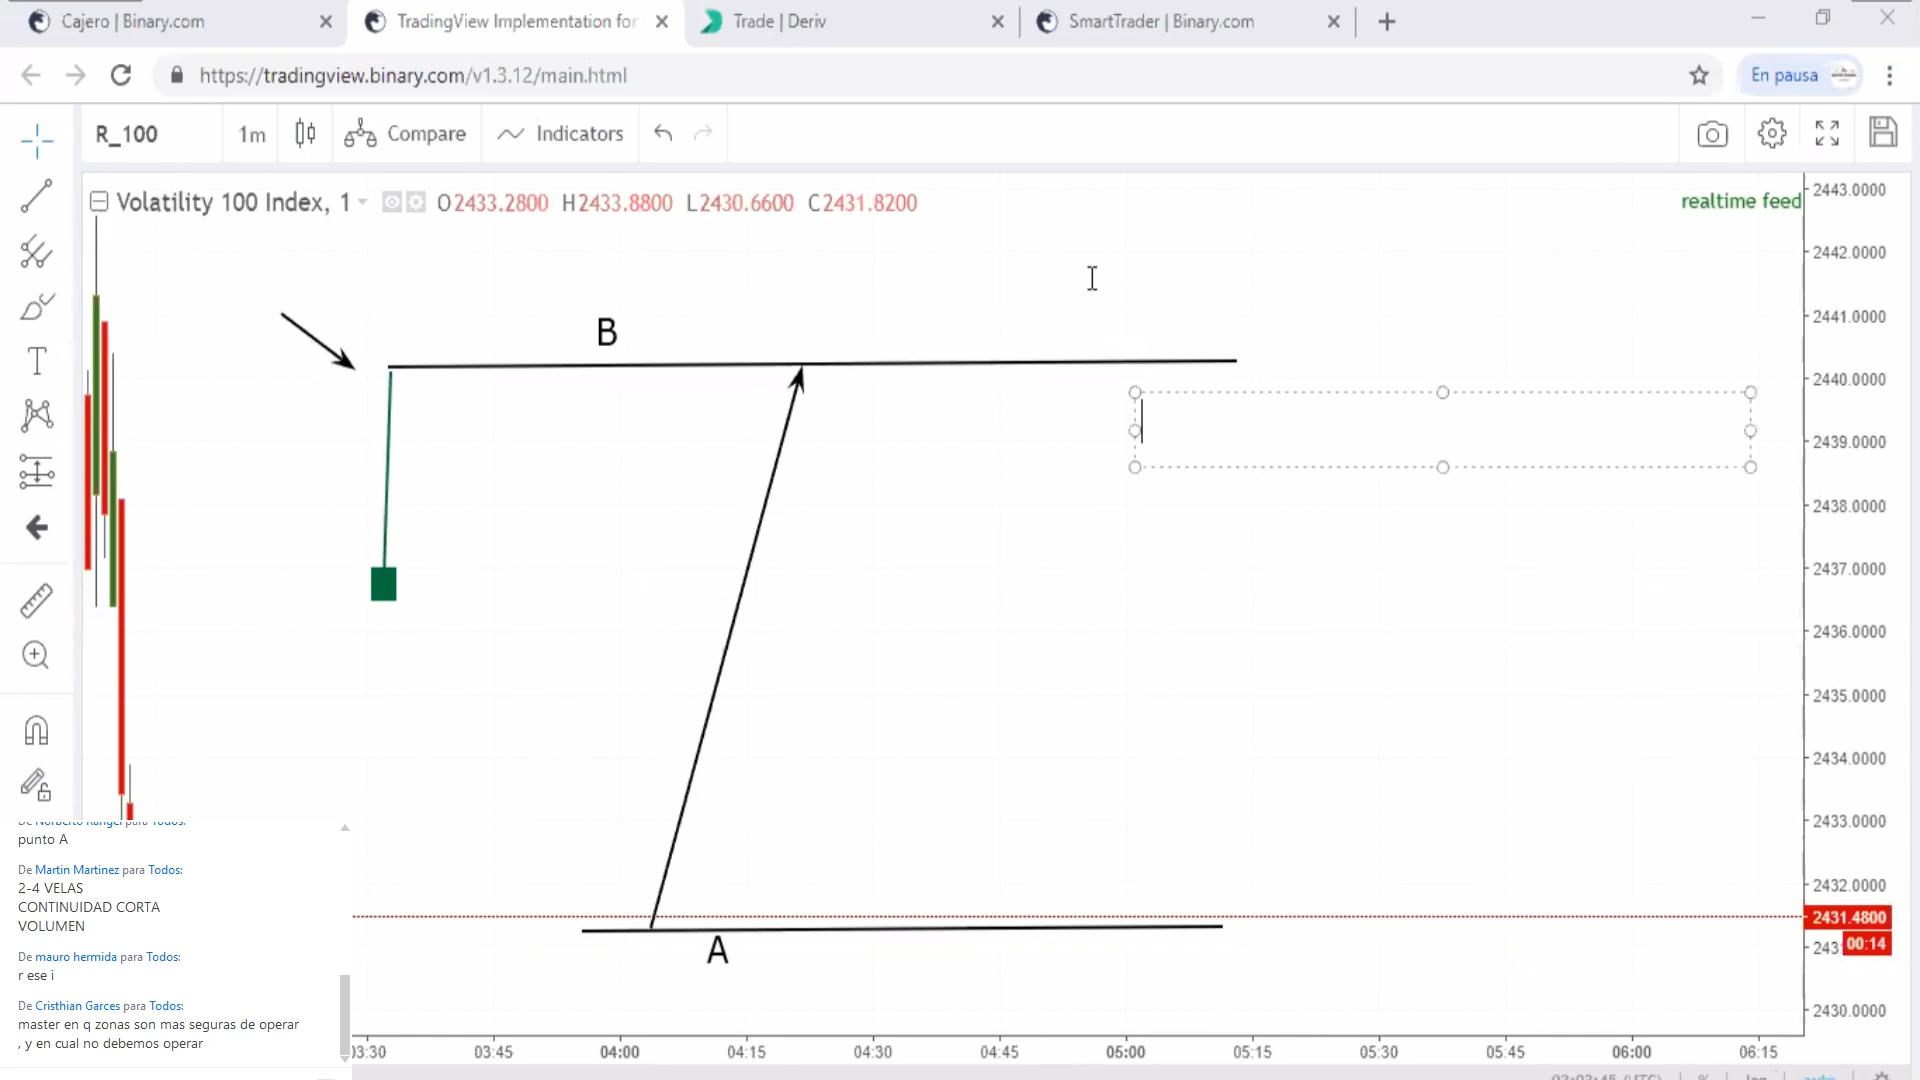 Cajero | Binary.com
TradingView Implementation for
Trade | Deriv
SmartTrader | Binary.com
https://tradingview.binary.com/v1.3.12/main.html
En pausa
R_100
1m
Compare
Indicators
Volatility 100 Index, 1
O2433.2800 H2433.8800 L2430.6600 C2431.8200
realtime feed
2443.0000
2442.0000
2441.0000
2440.0000
2439.0000
2438.0000
2437.0000
2436.0000
2435.0000
2434.0000
2433.0000
2432.0000
2431.4800
00:14
2430.0000
B
A
De Norberto Rangel para Todos:
punto A
De Martin Martinez para Todos:
2-4 VELAS
CONTINUIDAD CORTA
VOLUMEN
De mauro hermida para Todos:
r ese i
De Cristhian Garces para Todos:
master en q zonas son mas seguras de operar
, y en cual no debemos operar
03:30
03:45
04:00
04:15
04:30
04:45
05:00
05:15
05:30
05:45
06:00
06:15